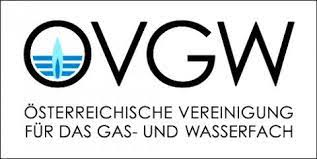 OVGW
ÖSTERREICHISCHE VEREINIGUNG
FÜR DAS GAS- UND WASSERFACH